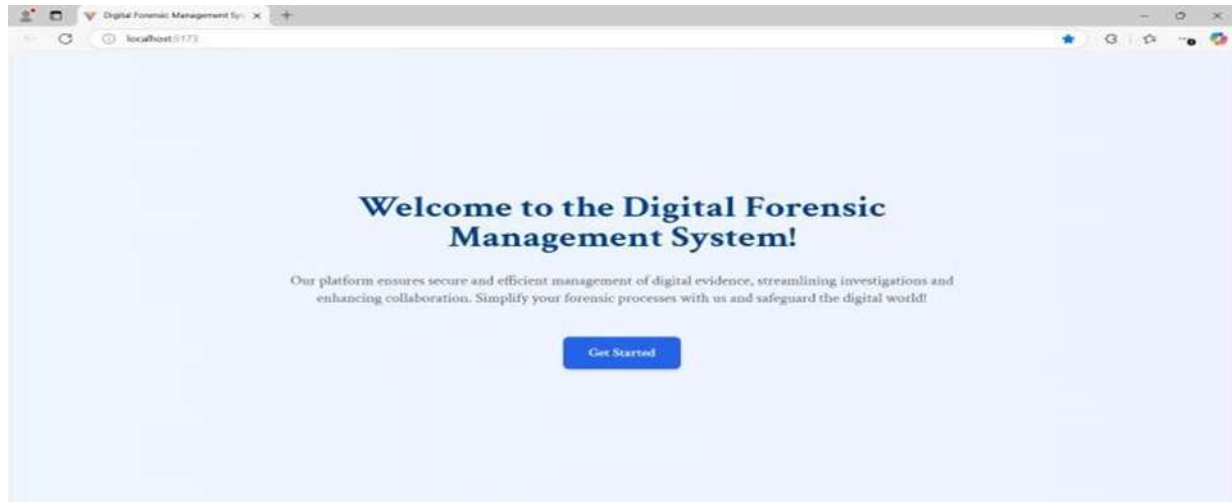 Digital Forensic Management Sys
localhost:5173
Welcome to the Digital Forensic
Management System!
Our platform ensures secure and efficient management of digital evidence, streamlining investigations and
enhancing collaboration. Simplify your forensic processes with us and safeguard the digital world!
Get Started